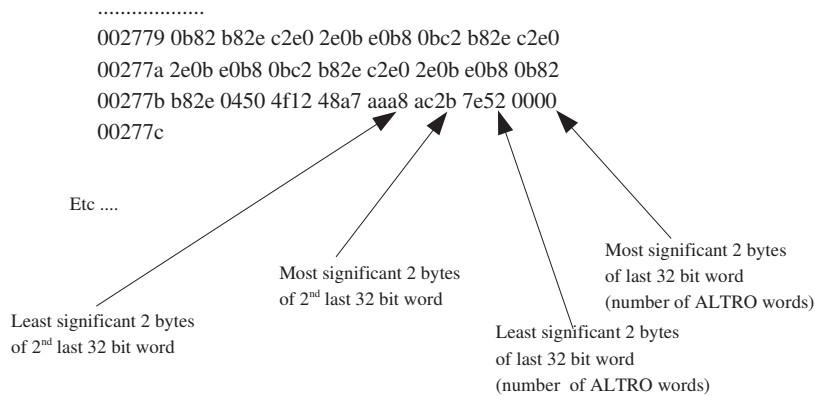 ...................
002779 0b82 b82e c2e0 2e0b e0b8 0bc2 b82e c2e0
00277a 2e0b e0b8 0bc2 b82e c2e0 2e0b e0b8 0b82
00277b b82e 0450 4f12 48a7 aaa8 ac2b 7e52 0000
00277c
Etc ....
Most significant 2 bytes
of last 32 bit word
(number of ALTRO words)
Most significant 2 bytes
of 2nd last 32 bit word
Least significant 2 bytes
of 2nd last 32 bit word
Least significant 2 bytes
of last 32 bit word
(number of ALTRO words)